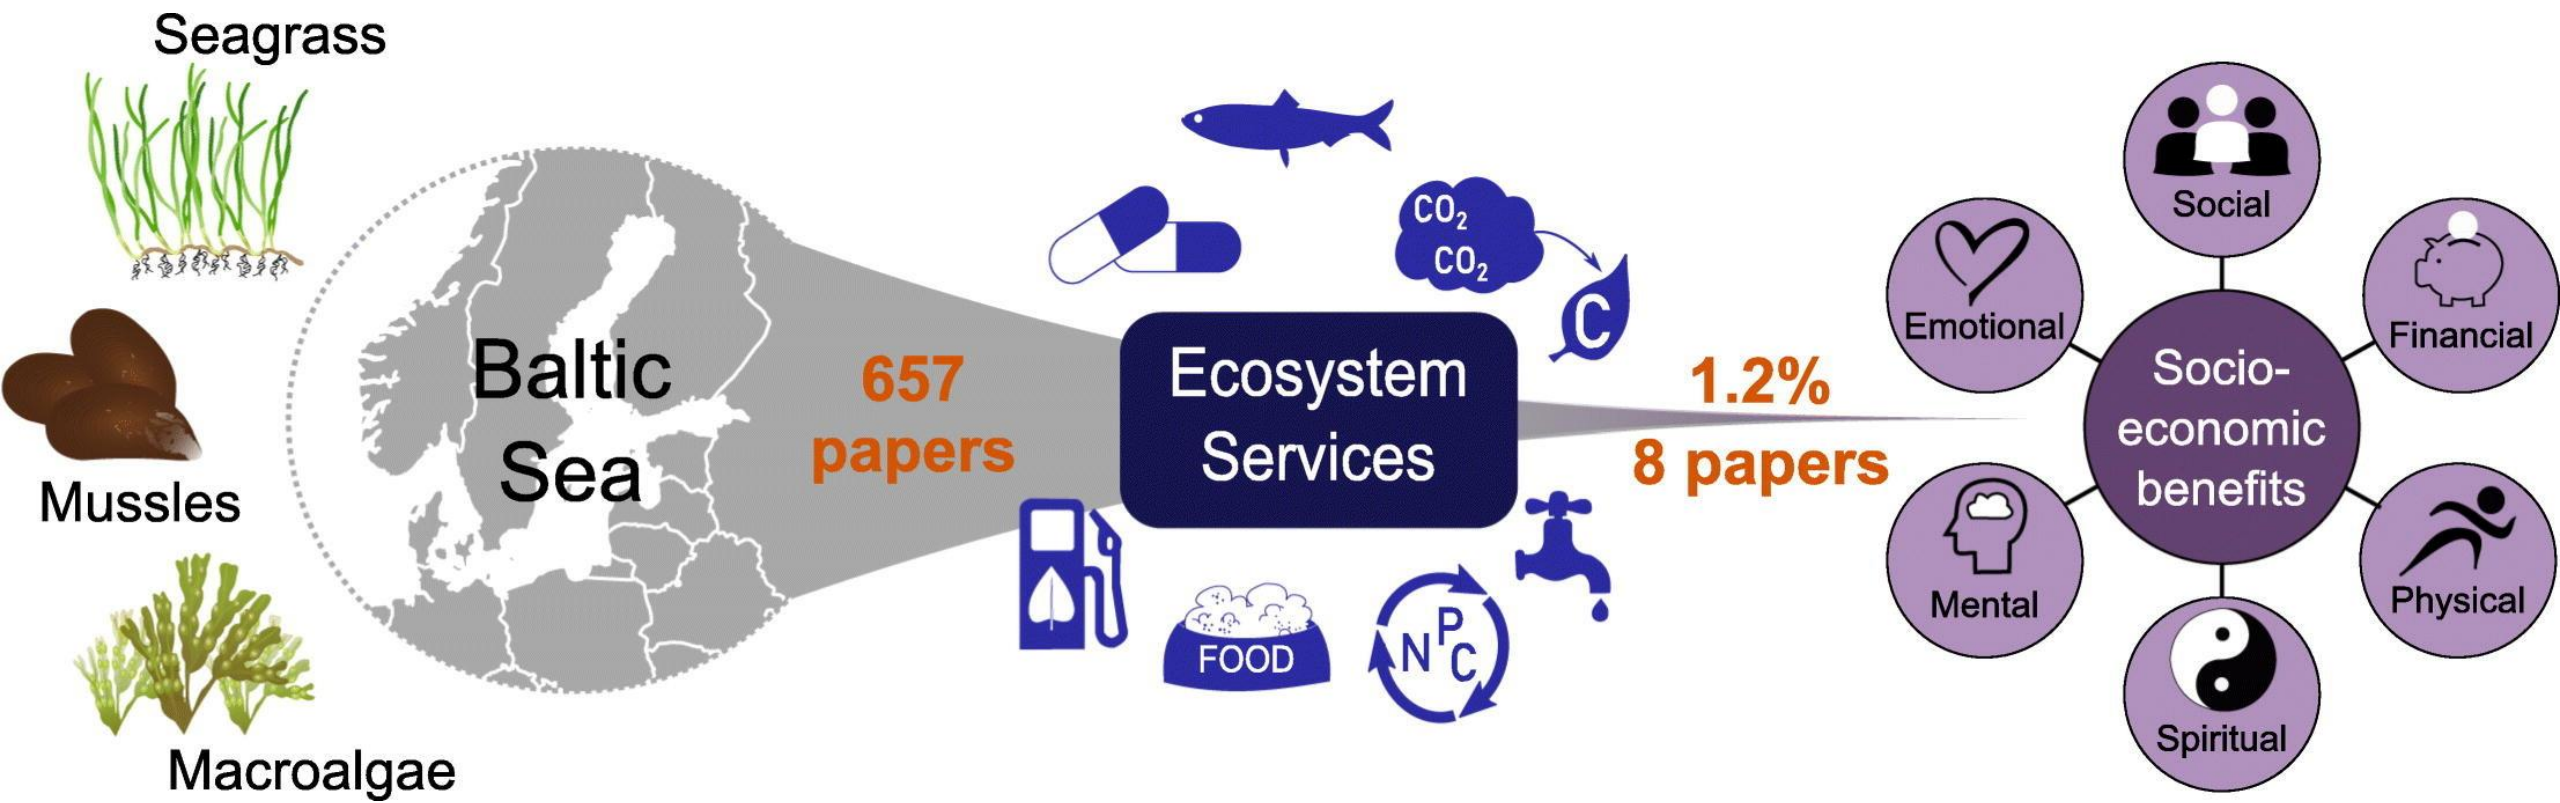 Seagrass
Mussles
Macroalgae
Baltic
Sea
657
papers
CO₂
CO₂
C
Ecosystem
Services
FOOD
N P C
1.2%
8 papers
Social
Emotional
Financial
Socio-
economic
benefits
Mental
Physical
Spiritual